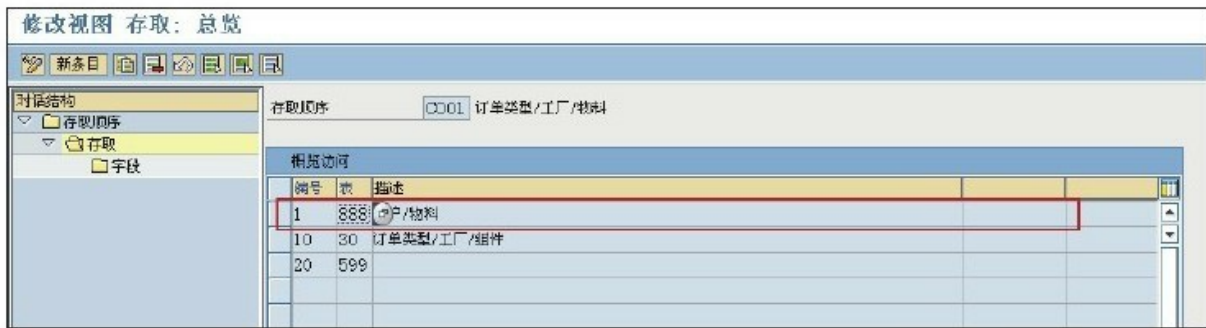 修改视图 存取: 总览
新条目
对话结构
存取顺序
存取
字段
存取顺序 CO01 订单类型/工厂/物料
概览访问
编号 表 描述
1 888 户/物料
10 30 订单类型/工厂/组件
20 599